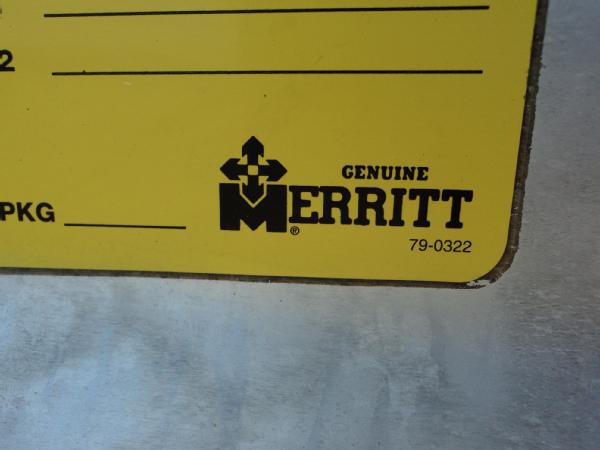 2
PKG
GENUINE
MERRITT
®
79-0322